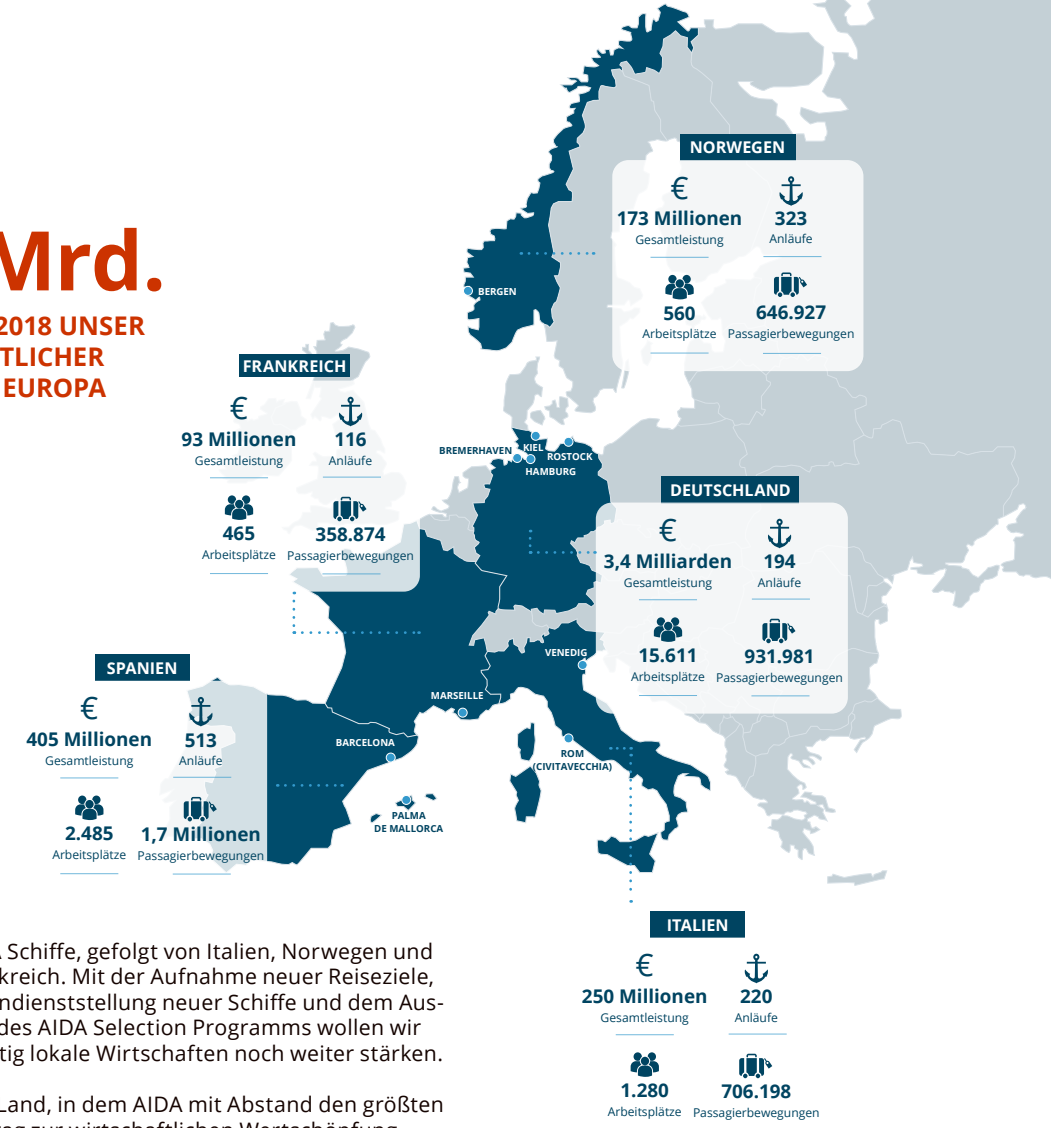 NORWEGEN
€
173 Millionen
Gesamtleistung
323
Anläufe
560
Arbeitsplätze
646.927
Passagierbewegungen
Mrd.
2018 UNSER
TLICHER
EUROPA
BERGEN
FRANKREICH
€
93 Millionen
Gesamtleistung
116
Anläufe
465
Arbeitsplätze
358.874
Passagierbewegungen
BREMERHAVEN
KIEL
ROSTOCK
HAMBURG
DEUTSCHLAND
€
3,4 Milliarden
Gesamtleistung
194
Anläufe
15.611
Arbeitsplätze
931.981
Passagierbewegungen
VENEDIG
MARSEILLE
BARCELONA
ROM
(CIVITAVECCHIA)
PALMA
DE MALLORCA
SPANIEN
€
405 Millionen
Gesamtleistung
513
Anläufe
2.485
Arbeitsplätze
1,7 Millionen
Passagierbewegungen
ITALIEN
€
250 Millionen
Gesamtleistung
220
Anläufe
1.280
Arbeitsplätze
706.198
Passagierbewegungen
Schiffe, gefolgt von Italien, Norwegen und
kreich. Mit der Aufnahme neuer Reiseziele,
ndienststellung neuer Schiffe und dem Aus-
des AIDA Selection Programms wollen wir
tig lokale Wirtschaften noch weiter stärken.
Land, in dem AIDA mit Abstand den größten
zur wirtschaftlichen Wertschöpfung